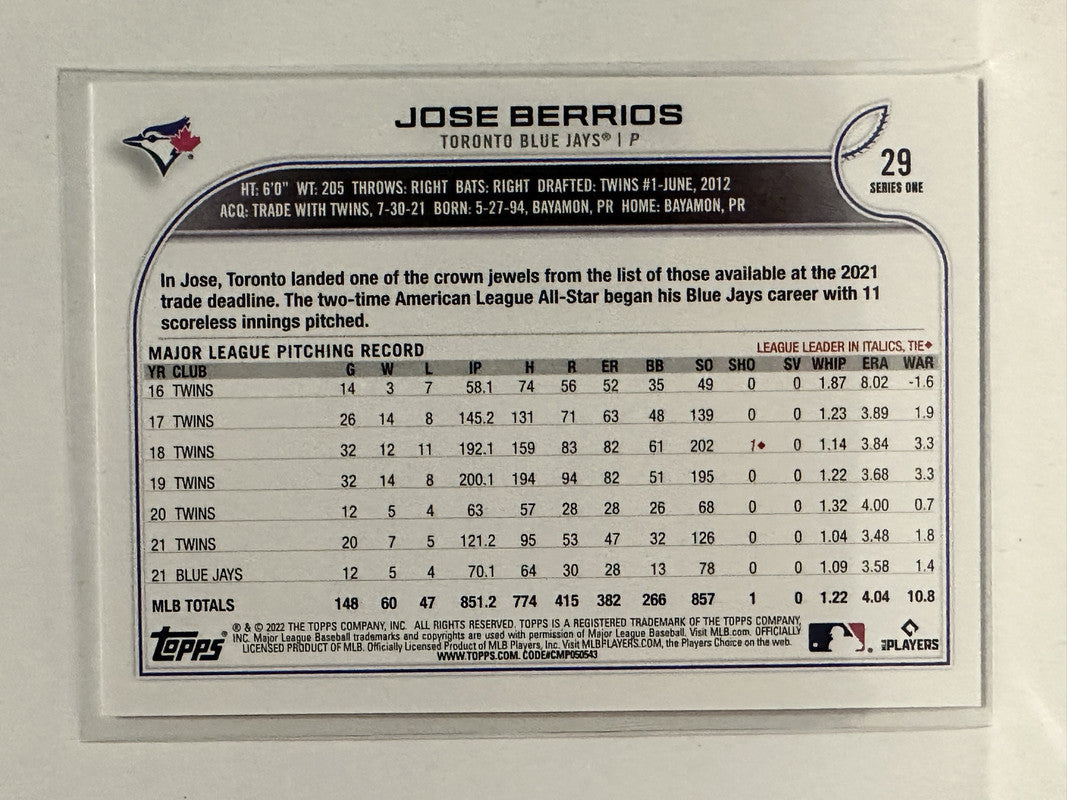 JOSE BERRIOS
TORONTO BLUE JAYS® | P
29
SERIES ONE
HT: 6'0" WT: 205 THROWS: RIGHT BATS: RIGHT DRAFTED: TWINS #1-JUNE, 2012
ACQ: TRADE WITH TWINS, 7-30-21 BORN: 5-27-94, BAYAMON, PR HOME: BAYAMON, PR
In Jose, Toronto landed one of the crown jewels from the list of those available at the 2021
trade deadline. The two-time American League All-Star began his Blue Jays career with 11
scoreless innings pitched.
MAJOR LEAGUE PITCHING RECORD LEAGUE LEADER IN ITALICS, TIE♦
YR CLUB G W L IP H R ER BB SO SHO SV WHIP ERA WAR
16 TWINS 14 3 7 58.1 74 56 52 35 49 0 0 1.87 8.02 -1.6
17 TWINS 26 14 8 145.2 131 71 63 48 139 0 0 1.23 3.89 1.9
18 TWINS 32 12 11 192.1 159 83 82 61 202 1♦ 0 1.14 3.84 3.3
19 TWINS 32 14 8 200.1 194 94 82 51 195 0 0 1.22 3.68 3.3
20 TWINS 12 5 4 63 57 28 28 26 68 0 0 1.32 4.00 0.7
21 TWINS 20 7 5 121.2 95 53 47 32 126 0 0 1.04 3.48 1.8
21 BLUE JAYS 12 5 4 70.1 64 30 28 13 78 0 0 1.09 3.58 1.4
MLB TOTALS 148 60 47 851.2 774 415 382 266 857 1 0 1.22 4.04 10.8
Topps®
® & © 2022 THE TOPPS COMPANY, INC. ALL RIGHTS RESERVED. TOPPS IS A REGISTERED TRADEMARK OF THE TOPPS COMPANY,
INC. Major League Baseball trademarks and copyrights are used with permission of Major League Baseball. Visit MLB.com. OFFICIALLY
LICENSED PRODUCT OF MLB. Officially Licensed Product of MLB Players, Inc. Visit MLBPLAYERS.COM, the Players Choice on the web.
WWW.TOPPS.COM. CODE#CMP050543
PLAYERS